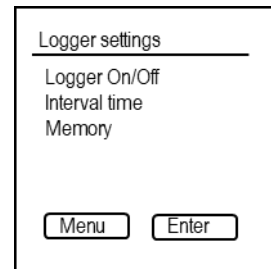 Logger settings
Logger On/Off
Interval time
Memory
Menu Enter